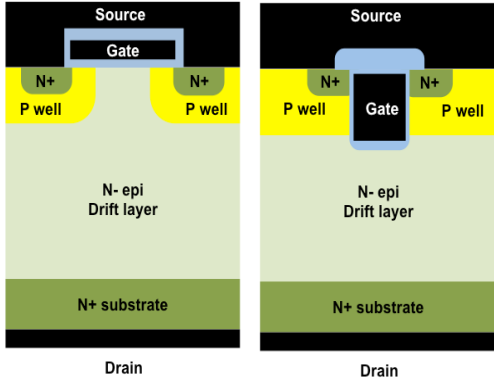 Source
Gate
N+
N+
P well
P well
N- epi
Drift layer
N+ substrate
Drain
Source
N+
N+
Gate
P well
P well
N- epi
Drift layer
N+ substrate
Drain